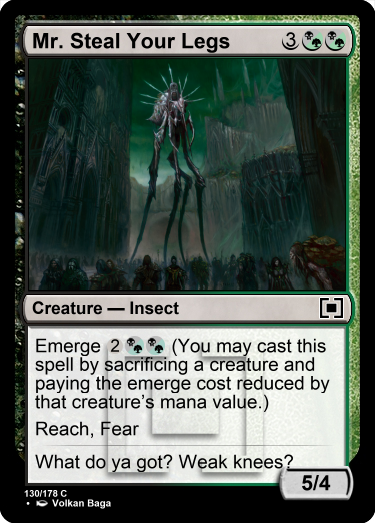 Mr. Steal Your Legs 3
Creature — Insect
Emerge 2 (You may cast this
spell by sacrificing a creature and
paying the emerge cost reduced by
that creature's mana value.)
Reach, Fear
What do ya got? Weak knees?
5/4
130/178 C
• Volkan Baga